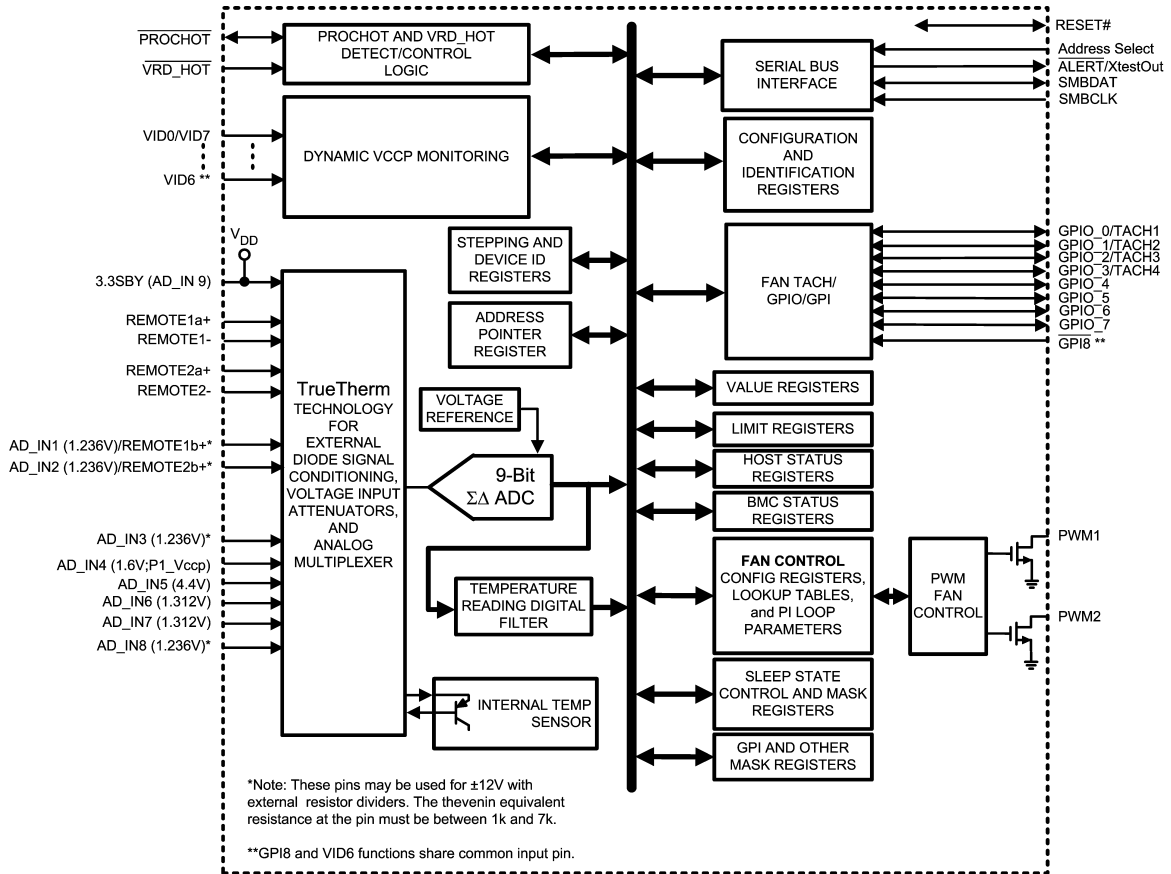 PROCHOT
VRD_HOT
PROCHOT AND VRD_HOT
DETECT/CONTROL
LOGIC
VID0/VID7
VID6 **
DYNAMIC VCCP MONITORING
STEPPING AND
DEVICE ID
REGISTERS
ADDRESS
POINTER
REGISTER
VDD
3.3SBY (AD_IN 9)
REMOTE1a+
REMOTE1-
REMOTE2a+
REMOTE2-
AD_IN1 (1.236V)/REMOTE1b+*
AD_IN2 (1.236V)/REMOTE2b+*
AD_IN3 (1.236V)*
AD_IN4 (1.6V;P1_Vccp)
AD_IN5 (4.4V)
AD_IN6 (1.312V)
AD_IN7 (1.312V)
AD_IN8 (1.236V)*
TrueTherm
TECHNOLOGY
FOR
EXTERNAL
DIODE SIGNAL
CONDITIONING,
VOLTAGE INPUT
ATTENUATORS,
AND
ANALOG
MULTIPLEXER
VOLTAGE
REFERENCE
9-Bit
ΣΔ ADC
TEMPERATURE
READING DIGITAL
FILTER
INTERNAL TEMP
SENSOR
SERIAL BUS
INTERFACE
RESET#
Address Select
ALERT/XtestOut
SMBDAT
SMBCLK
CONFIGURATION
AND
IDENTIFICATION
REGISTERS
FAN TACH/
GPIO/GPI
GPIO_0/TACH1
GPIO_1/TACH2
GPIO_2/TACH3
GPIO_3/TACH4
GPIO_4
GPIO_5
GPIO_6
GPIO_7
GPI8 **
VALUE REGISTERS
LIMIT REGISTERS
HOST STATUS
REGISTERS
BMC STATUS
REGISTERS
FAN CONTROL
CONFIG REGISTERS,
LOOKUP TABLES,
and PI LOOP
PARAMETERS
PWM
FAN
CONTROL
PWM1
PWM2
SLEEP STATE
CONTROL AND MASK
REGISTERS
GPI AND OTHER
MASK REGISTERS
*Note: These pins may be used for ±12V with
external resistor dividers. The thevenin equivalent
resistance at the pin must be between 1k and 7k.
**GPI8 and VID6 functions share common input pin.